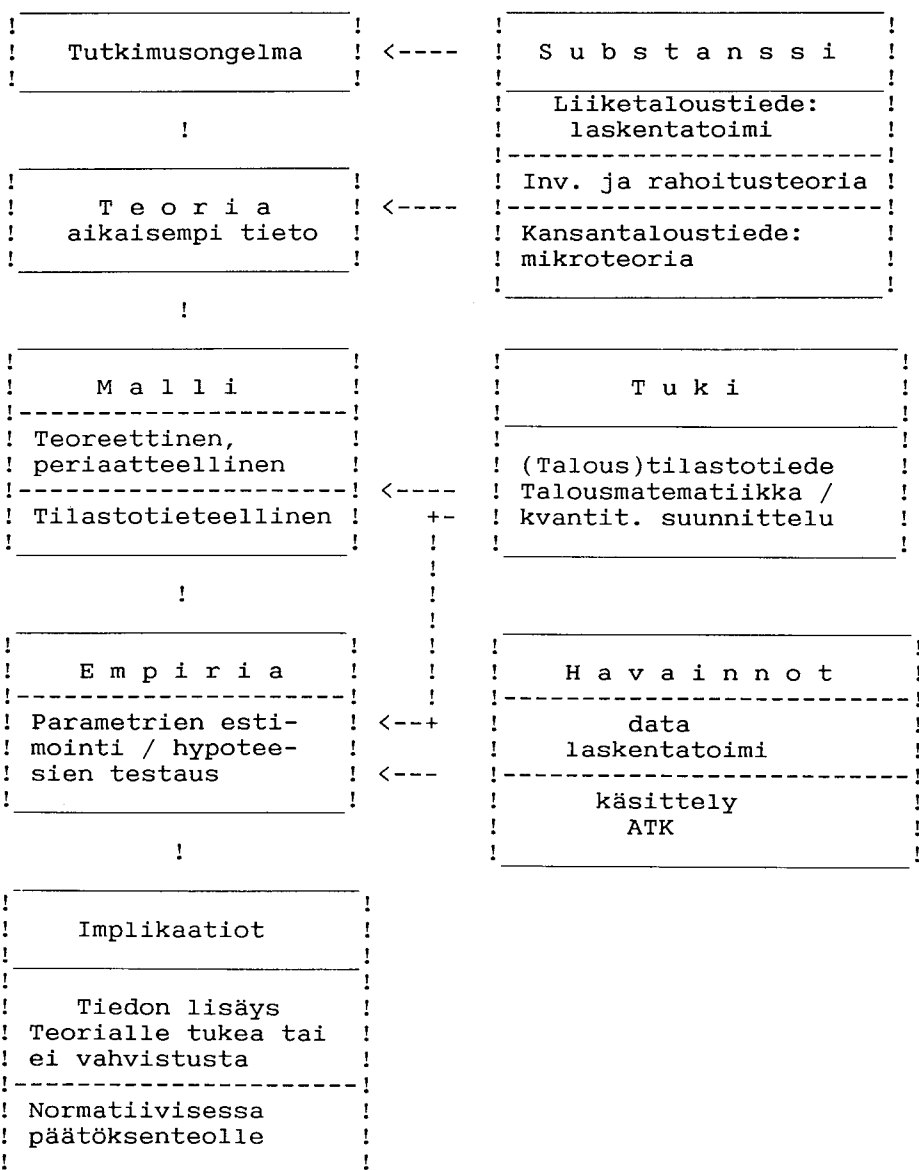 Tutkimusongelma
T e o r i a
aikaisempi tieto
M a l l i
Teoreettinen,
periaatteellinen
Tilastotieteellinen
E m p i r i a
Parametrien esti-
mointi / hypotee-
sien testaus
Implikaatiot
Tiedon lisäys
Teorialle tukea tai
ei vahvistusta
Normatiivisessa
päätöksenteolle
S u b s t a n s s i
Liiketaloustiede:
laskentatoimi
Inv. ja rahoitusteoria
Kansantaloustiede:
mikroteoria
T u k i
(Talous)tilastotiede
Talousmatematiikka /
kvantit. suunnittelu
H a v a i n n o t
data
laskentatoimi
käsittely
ATK